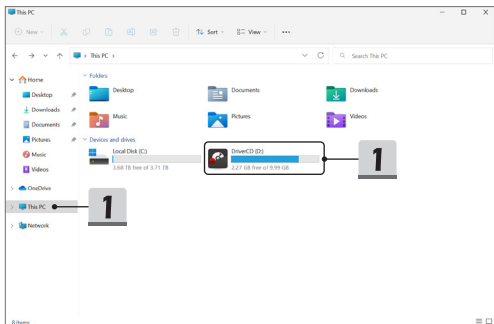 This PC
New
Sort
View
This PC
Search This PC
Home
Desktop
Downloads
Documents
Pictures
Music
Videos
OneDrive
This PC
Network
Folders
Desktop
Documents
Downloads
Music
Pictures
Videos
Devices and drives
Local Disk (C:)
3.68 TB free of 3.71 TB
DriverCD (D:)
2.27 GB free of 9.99 GB
1
1
8 items